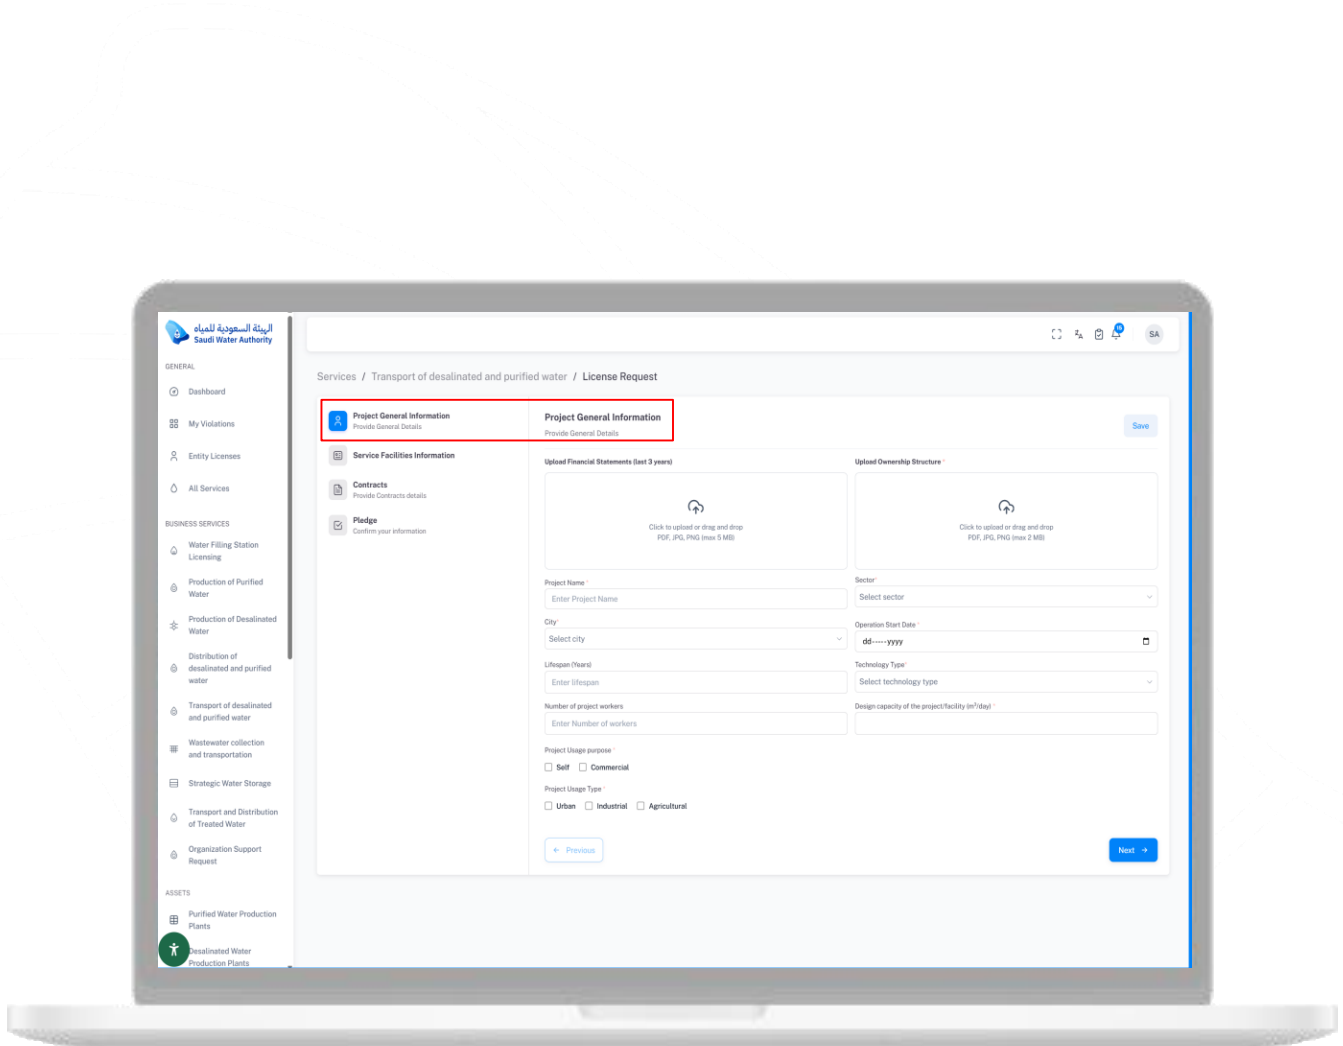 الهيئة السعودية للمياه
Saudi Water Authority
GENERAL
Dashboard
My Violations
Entity Licenses
All Services
BUSINESS SERVICES
Water Filling Station
Licensing
Production of Purified
Water
Production of Desalinated
Water
Distribution of
desalinated and purified
water
Transport of desalinated
and purified water
Wastewater collection
and transportation
Strategic Water Storage
Transport and Distribution
of Treated Water
Organization Support
Request
ASSETS
Purified Water Production
Plants
Desalinated Water
Production Plants
SA
Services / Transport of desalinated and purified water / License Request
Project General Information
Provide General Details
Service Facilities Information
Contracts
Provide Contracts details
Pledge
Confirm your information
Project General Information
Provide General Details
Save
Upload Financial Statements (last 3 years)
Click to upload or drag and drop
PDF, JPG, PNG (max 5 MB)
Upload Ownership Structure *
Click to upload or drag and drop
PDF, JPG, PNG (max 2 MB)
Project Name *
Enter Project Name
Sector *
Select sector
City *
Select city
Operation Start Date *
dd-----yyyy
Lifespan (Years)
Enter lifespan
Technology Type *
Select technology type
Number of project workers
Enter Number of workers
Design capacity of the project/facility (m³/day) *
Project Usage purpose *
Self Commercial
Project Usage Type *
Urban Industrial Agricultural
← Previous
Next →